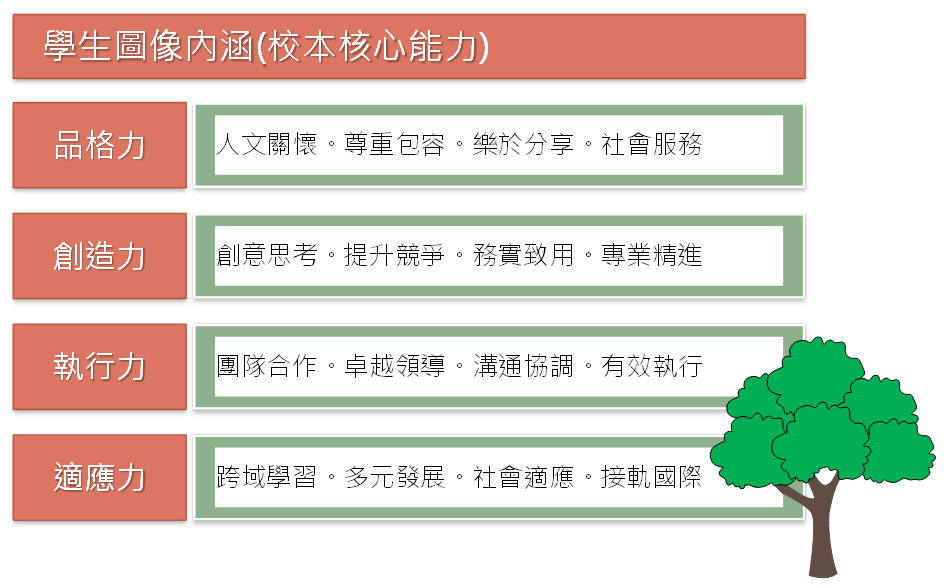 學生圖像內涵(校本核心能力)
品格力
人文關懷。尊重包容。樂於分享。社會服務
創造力
創意思考。提升競爭。務實致用。專業精進
執行力
團隊合作。卓越領導。溝通協調。有效執行
適應力
跨域學習。多元發展。社會適應。接軌國際